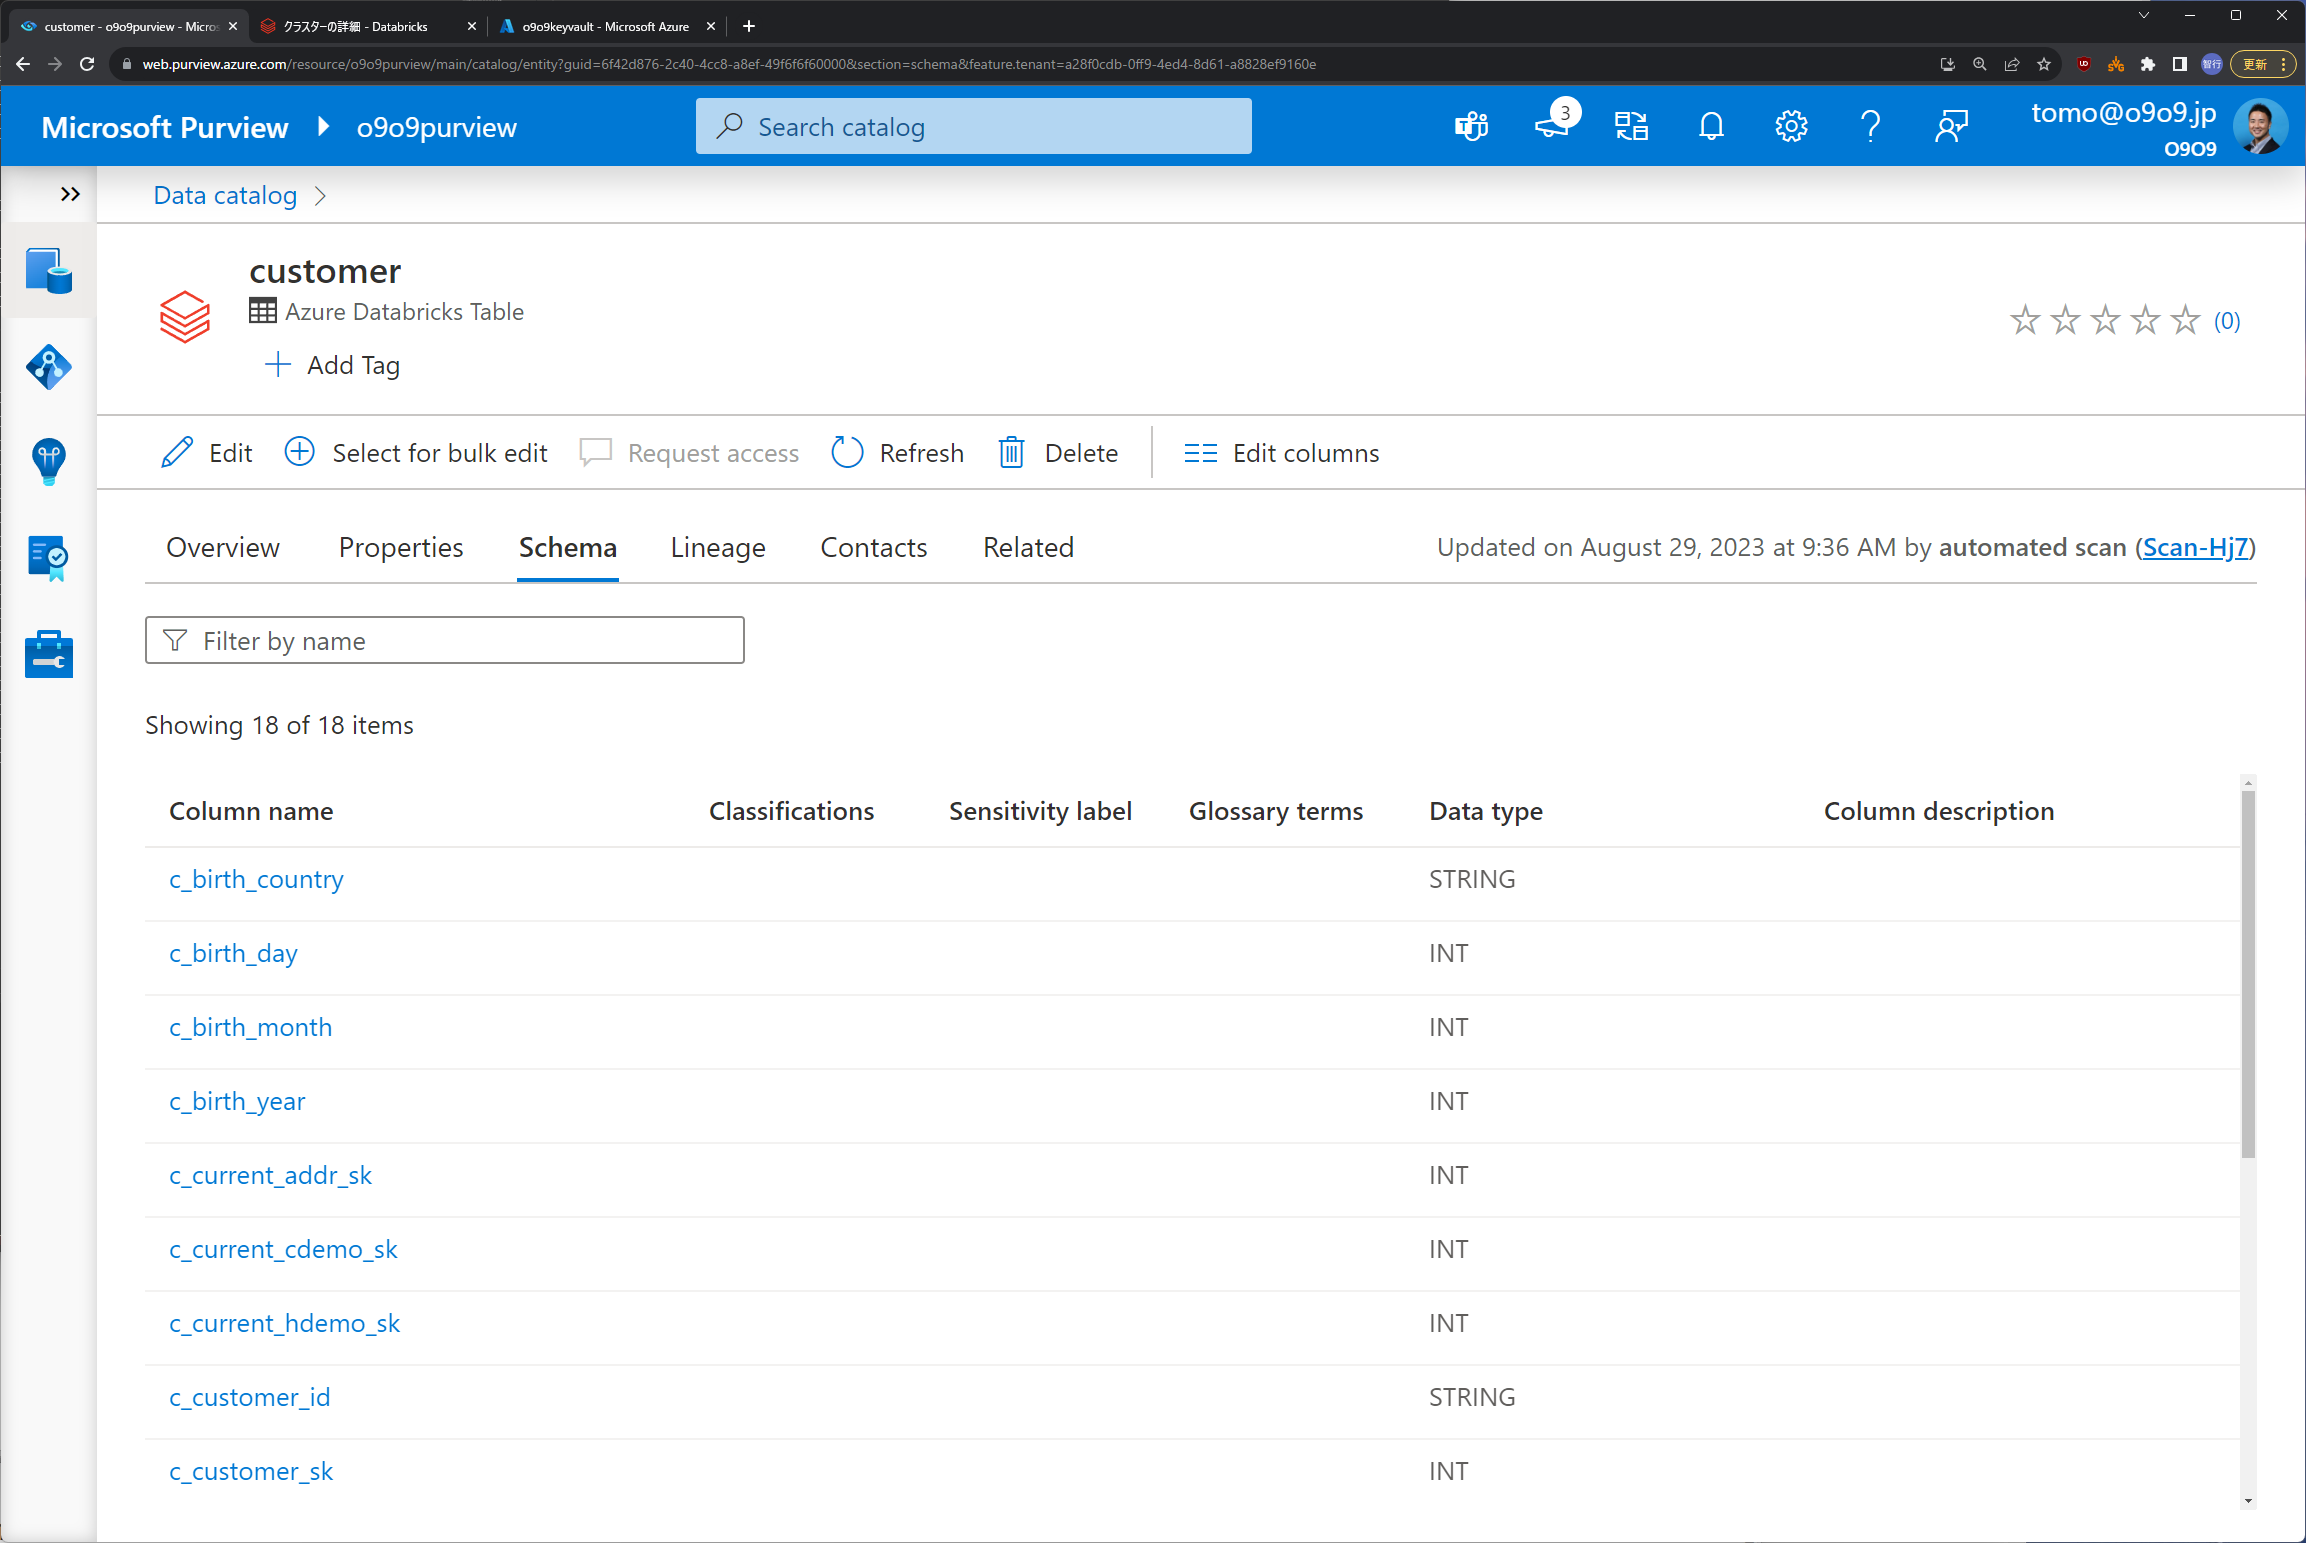 customer - o9o9purview - Micros
クラスターの詳細 - Databricks
o9o9keyvault - Microsoft Azure
web.purview.azure.com/resource/o9o9purview/main/catalog/entity?guid=6f42d876-2c40-4cc8-a8ef-49f6f6f60000&section=schema&feature.tenant=a28f0cdb-0ff9-4ed4-8d61-a8828ef9160e
智行
更新
Microsoft Purview
o9o9purview
Search catalog
3
tomo@o9o9.jp
O9O9
Data catalog
customer
Azure Databricks Table
Add Tag
(0)
Edit
Select for bulk edit
Request access
Refresh
Delete
Edit columns
Overview
Properties
Schema
Lineage
Contacts
Related
Updated on August 29, 2023 at 9:36 AM by automated scan (Scan-Hj7)
Filter by name
Showing 18 of 18 items
Column name Classifications Sensitivity label Glossary terms Data type Column description
c_birth_country STRING
c_birth_day INT
c_birth_month INT
c_birth_year INT
c_current_addr_sk INT
c_current_cdemo_sk INT
c_current_hdemo_sk INT
c_customer_id STRING
c_customer_sk INT